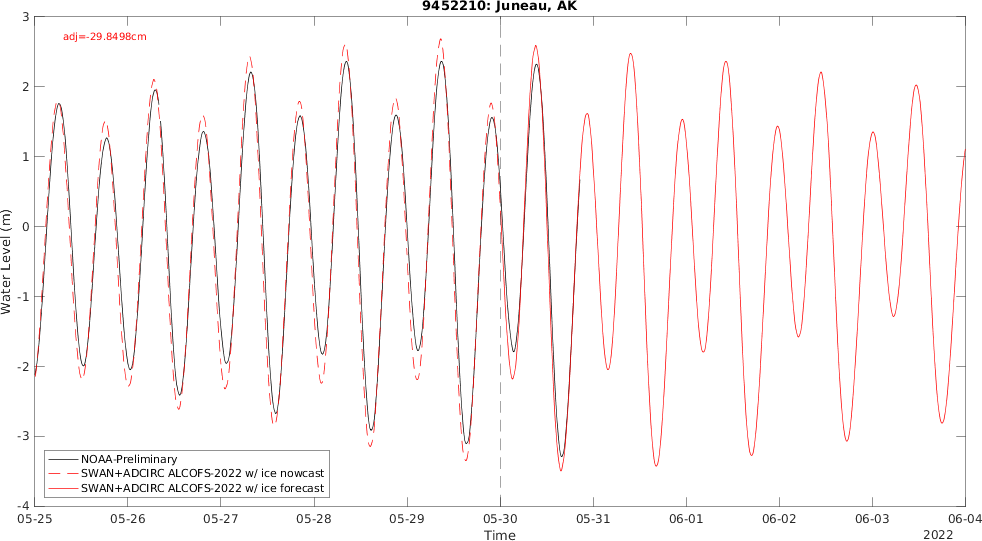 9452210: Juneau, AK
adj=-29.8498cm
3
2
1
0
-1
-2
-3
-4
Water Level (m)
NOAA-Preliminary
SWAN+ADCIRC ALCOFS-2022 w/ ice nowcast
SWAN+ADCIRC ALCOFS-2022 w/ ice forecast
05-25 05-26 05-27 05-28 05-29 05-30 05-31 06-01 06-02 06-03 06-04
Time
2022